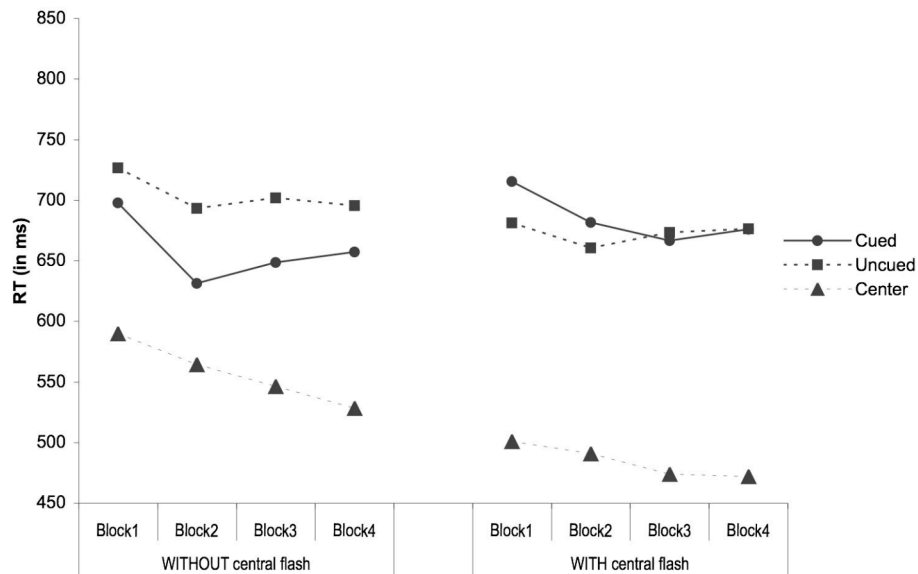 850
800
750
700
650
600
550
500
450
RT (in ms)
Cued
Uncued
Center
Block1 Block2 Block3 Block4 Block1 Block2 Block3 Block4
WITHOUT central flash WITH central flash